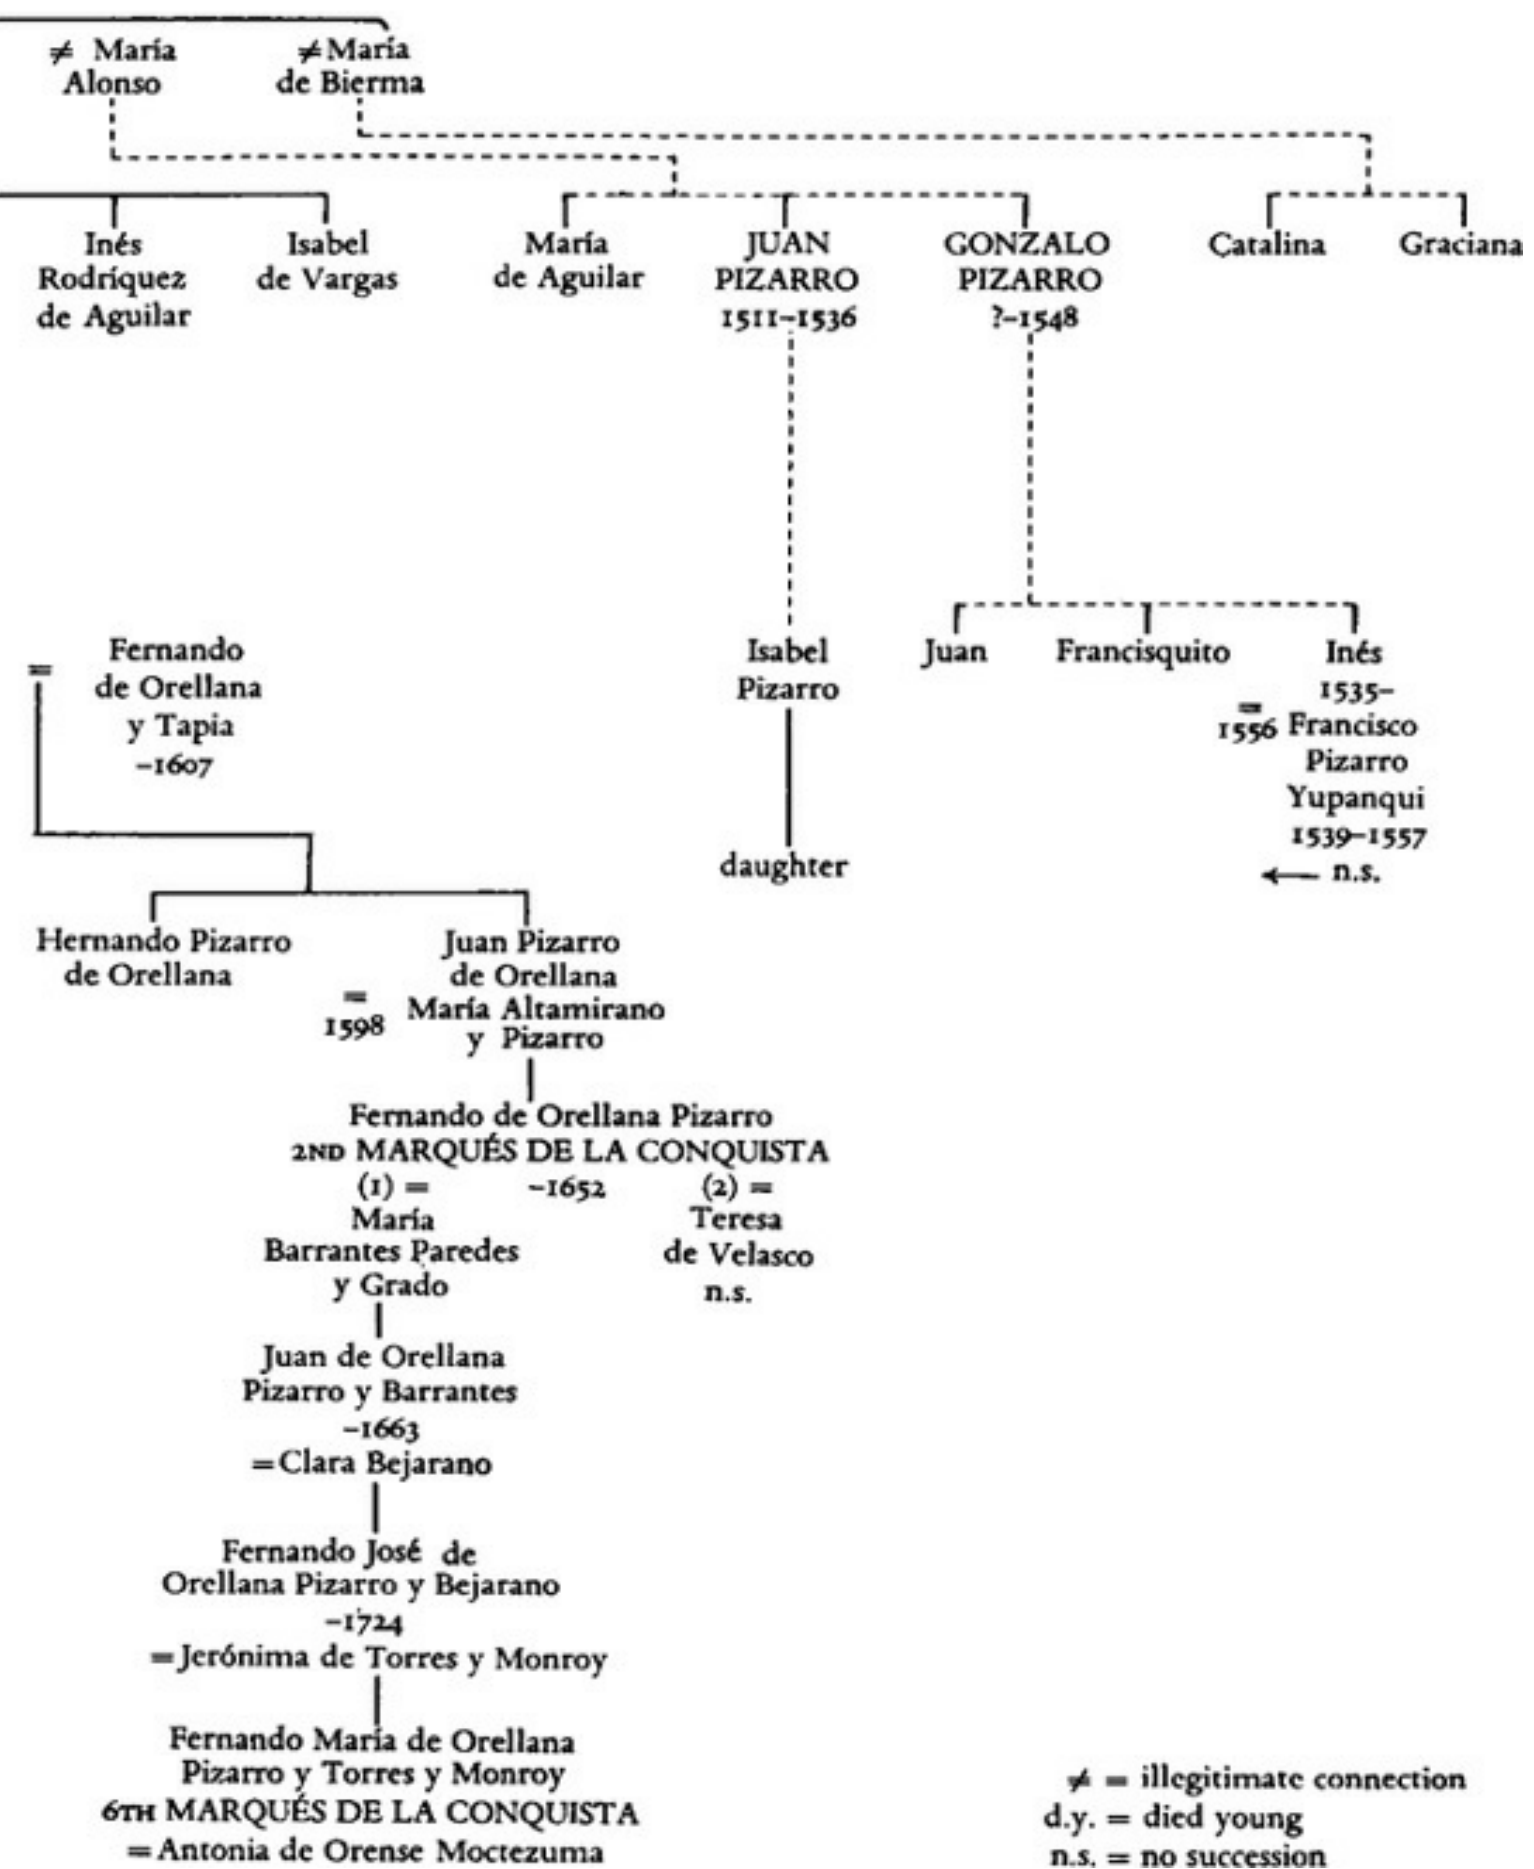 ≠ María
Alonso
≠ María
de Bierma
Inés
Rodríquez
de Aguilar
Isabel
de Vargas
María
de Aguilar
JUAN
PIZARRO
1511–1536
GONZALO
PIZARRO
?–1548
Catalina
Graciana
=
Fernando
de Orellana
y Tapia
–1607
Isabel
Pizarro
daughter
Juan
Francisquito
Inés
1535–
=
1556 Francisco
Pizarro
Yupanqui
1539–1557
← n.s.
Hernando Pizarro
de Orellana
Juan Pizarro
de Orellana
=
1598
María Altamirano
y Pizarro
Fernando de Orellana Pizarro
2ND MARQUÉS DE LA CONQUISTA
(1) = –1652 (2) =
María
Barrantes Paredes
y Grado
Teresa
de Velasco
n.s.
Juan de Orellana
Pizarro y Barrantes
–1663
= Clara Bejarano
Fernando José de
Orellana Pizarro y Bejarano
–1724
= Jerónima de Torres y Monroy
Fernando María de Orellana
Pizarro y Torres y Monroy
6TH MARQUÉS DE LA CONQUISTA
= Antonia de Orense Moctezuma
≠ = illegitimate connection
d.y. = died young
n.s. = no succession